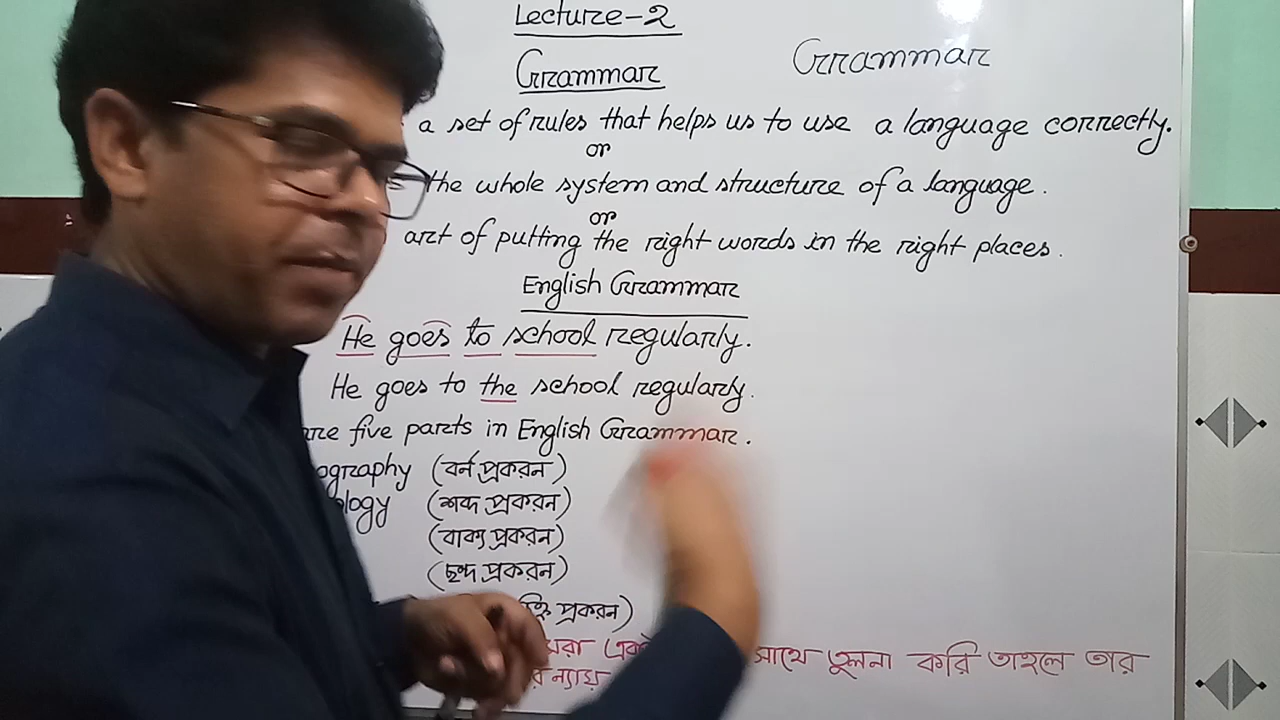 Lecture-2
Grammar
Grammar
a set of rules that helps us to use a language correctly.
or
the whole system and structure of a language.
or
art of putting the right words in the right places.
English Grammar
He goes to school regularly.
He goes to the school regularly.
are five parts in English Grammar.
ography (বর্ন প্রকরন)
ology (শব্দ প্রকরন)
(বাক্য প্রকরন)
(ছন্দ প্রকরন)
প্রকরন)
সাথে তুলনা করি তাহলে তার
ন্যায়